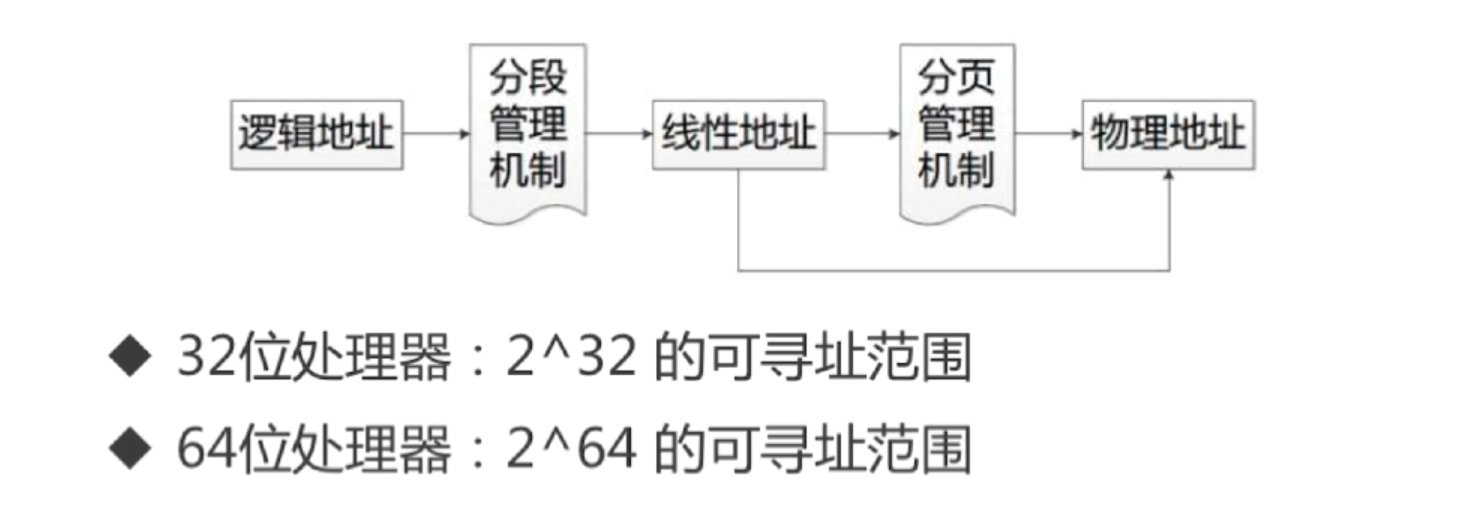 逻辑地址
分段
管理
机制
线性地址
分页
管理
机制
物理地址
◆ 32位处理器：2^32 的可寻址范围
◆ 64位处理器：2^64 的可寻址范围